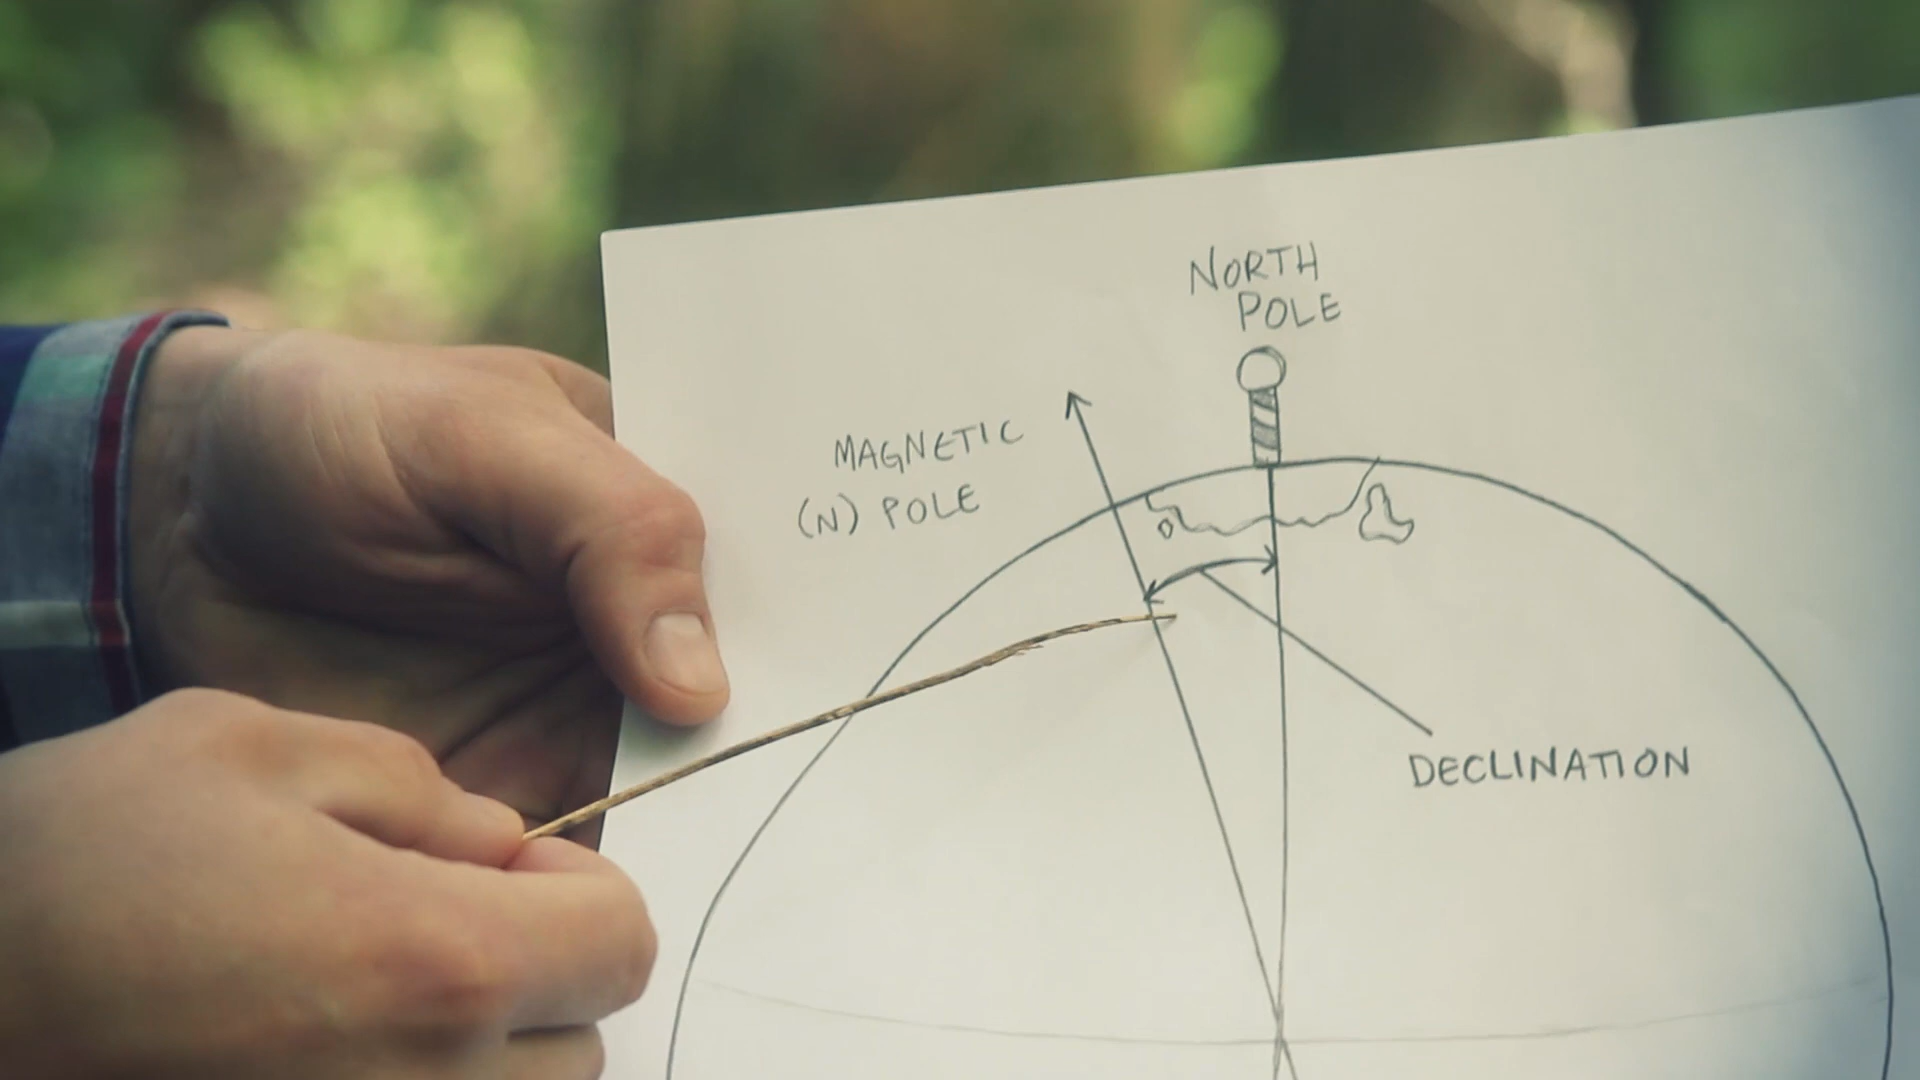 NORTH
POLE
MAGNETIC
(N) POLE
DECLINATION